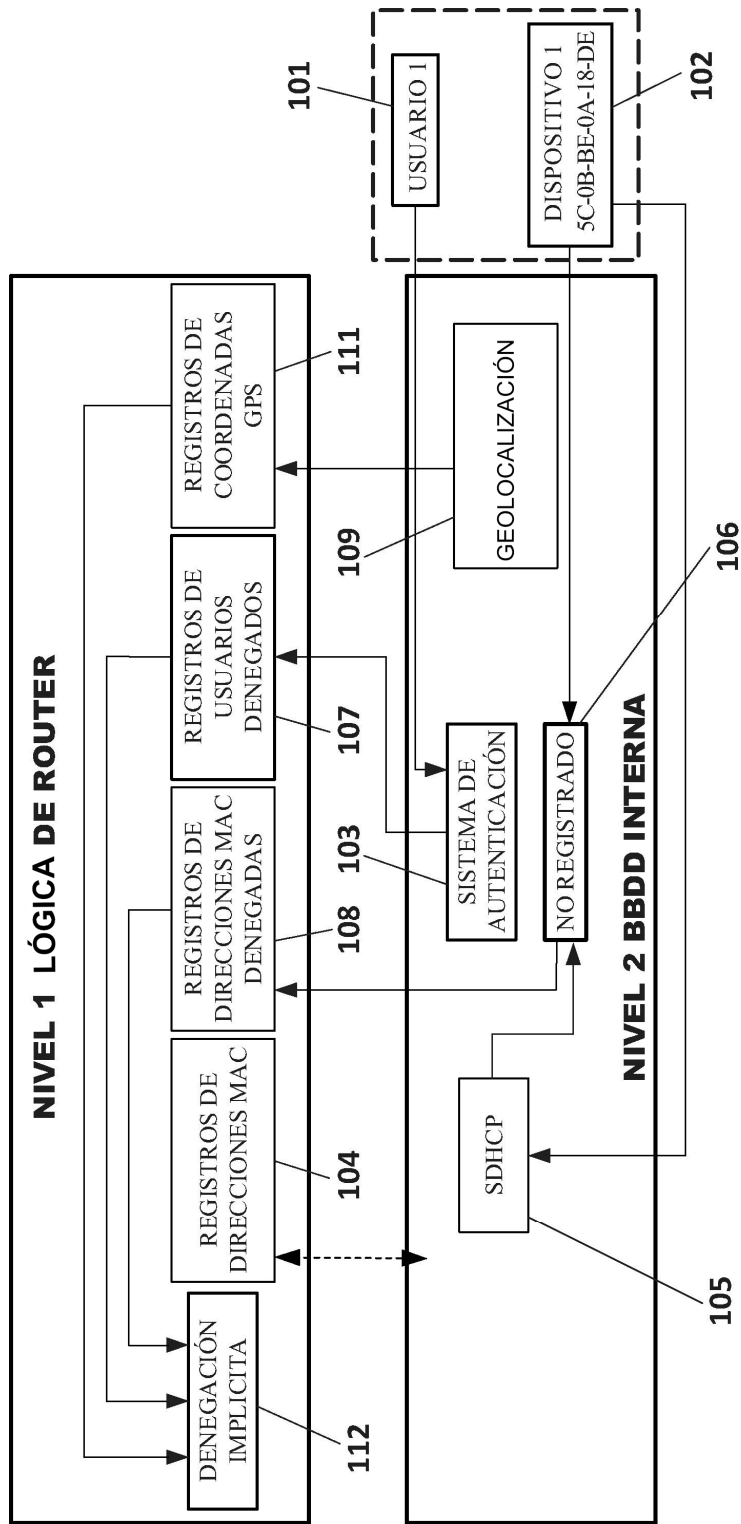 NIVEL 1 LÓGICA DE ROUTER
DENEGACIÓN
IMPLICITA
112
REGISTROS DE
DIRECCIONES MAC
104
REGISTROS DE
DIRECCIONES MAC
DENEGADAS
108
REGISTROS DE
USUARIOS
DENEGADOS
107
REGISTROS DE
COORDENADAS
GPS
111
SDHCP
105
SISTEMA DE
AUTENTICACIÓN
103
NO REGISTRADO
106
GEOLOCALIZACIÓN
109
NIVEL 2 BBDD INTERNA
USUARIO 1
101
DISPOSITIVO 1
5C-0B-BE-0A-18-DE
102